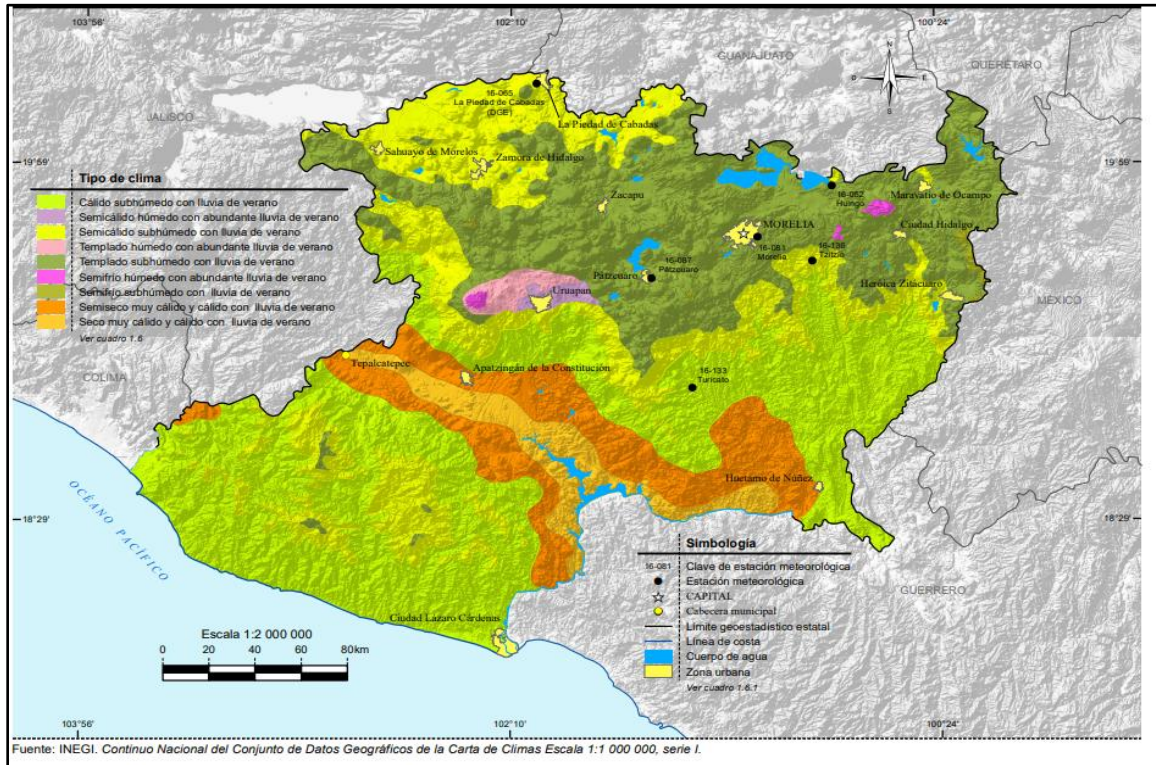 103°56'
102°10'
100°24'
GUANAJUATO
QUERÉTARO
N
P
E
S
JALISCO
16-065
La Piedad de Cabadas
(DGE)
La Piedad de Cabadas
19°59'
19°59'
Sahuayo de Morelos
Zamora de Hidalgo
Zacapu
16-052
Huingo
Maravatío de Ocampo
MORELIA
Ciudad Hidalgo
16-081
Morelia
Tzitzio
Pátzcuaro
16-087
Pátzcuaro
Heróica Zitácuaro
MÉXICO
Uruapan
Tipo de clima
Cálido subhúmedo con lluvia de verano
Semicálido húmedo con abundante lluvia de verano
Semicálido subhúmedo con lluvia de verano
Templado húmedo con abundante lluvia de verano
Templado subhúmedo con lluvia de verano
Semifrío húmedo con abundante lluvia de verano
Semifrío subhúmedo con lluvia de verano
Semiseco muy cálido y cálido con lluvia de verano
Seco muy cálido y cálido con lluvia de verano
Ver cuadro 1.6
COLIMA
Tepalcatepec
Apatzingán de la Constitución
16-133
Turicato
Huetamo de Núñez
OCÉANO PACÍFICO
18°29'
18°29'
GUERRERO
Ciudad Lázaro Cárdenas
Simbología
16-081 Clave de estación meteorológica
Estación meteorológica
CAPITAL
Cabecera municipal
Límite geoestadístico estatal
Línea de costa
Cuerpo de agua
Zona urbana
Ver cuadro 1.6.1
Escala 1:2 000 000
0 20 40 60 80km
103°56'
102°10'
100°24'
Fuente: INEGI. Continuo Nacional del Conjunto de Datos Geográficos de la Carta de Climas Escala 1:1 000 000, serie I.